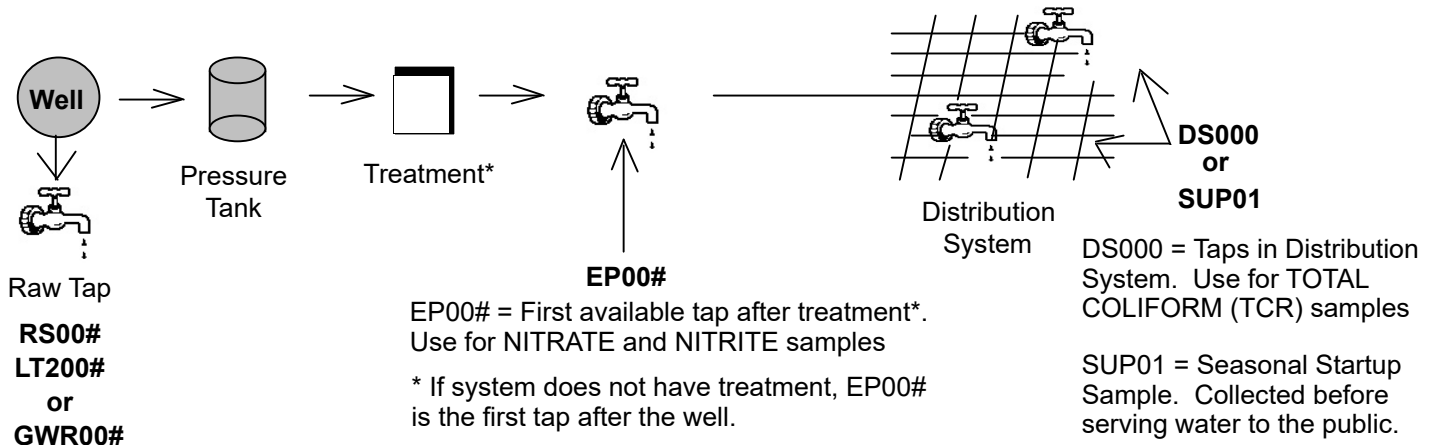 Well
Raw Tap
RS00#
LT200#
or
GWR00#
Pressure
Tank
Treatment*
EP00#
EP00# = First available tap after treatment*.
Use for NITRATE and NITRITE samples
* If system does not have treatment, EP00#
is the first tap after the well.
Distribution
System
DS000
or
SUP01
DS000 = Taps in Distribution
System. Use for TOTAL
COLIFORM (TCR) samples
SUP01 = Seasonal Startup
Sample. Collected before
serving water to the public.